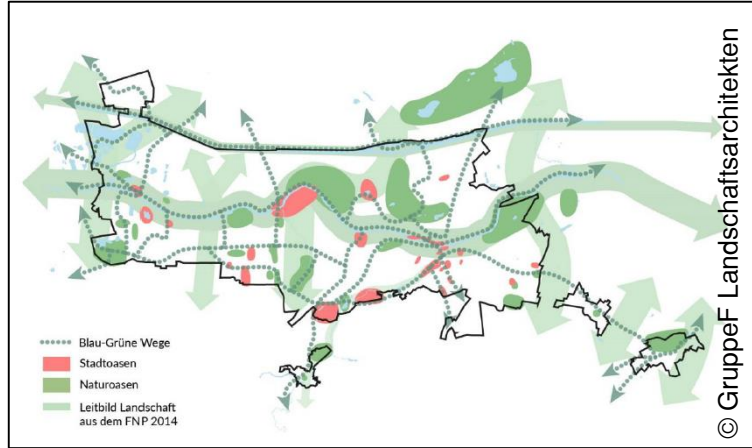 Blau-Grüne Wege
Stadtoasen
Naturoasen
Leitbild Landschaft
aus dem FNP 2014
© GruppeF Landschaftsarchitekten